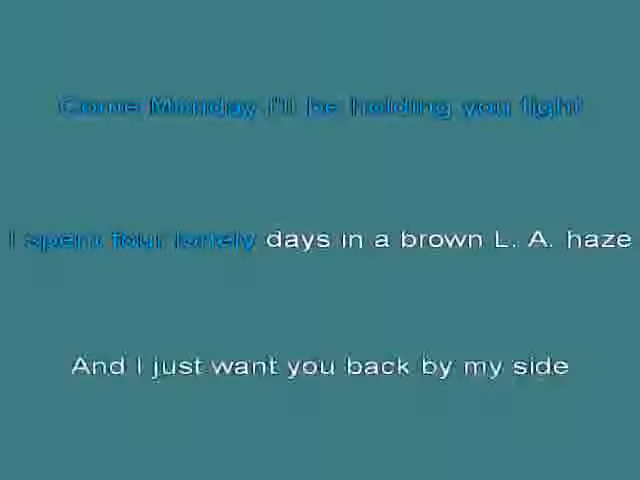 Come Monday I'll be holding you tight
I spent four lonely days in a brown L. A. haze
And I just want you back by my side